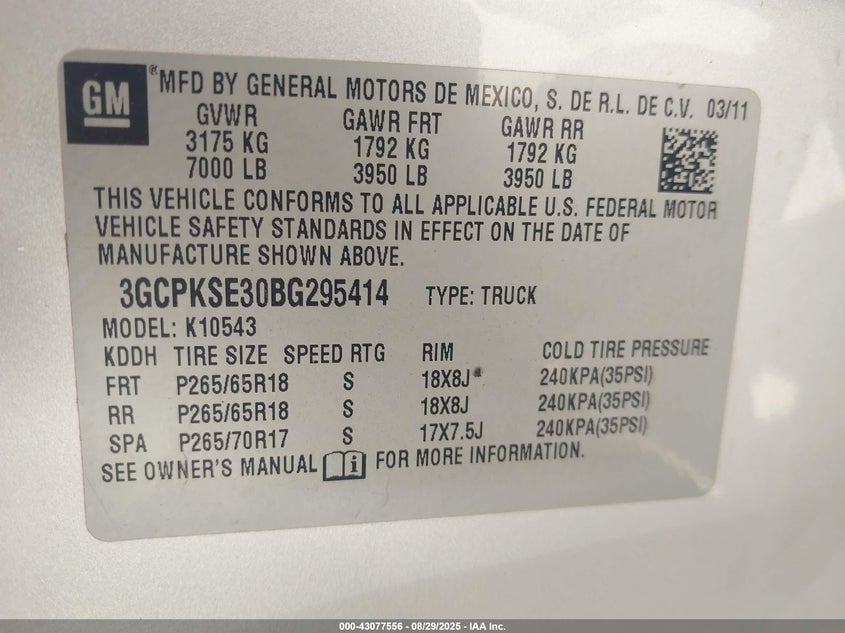 GM
MFD BY GENERAL MOTORS DE MEXICO, S. DE R.L. DE C.V. 03/11
GVWR GAWR FRT GAWR RR
3175 KG 1792 KG 1792 KG
7000 LB 3950 LB 3950 LB
THIS VEHICLE CONFORMS TO ALL APPLICABLE U.S. FEDERAL MOTOR
VEHICLE SAFETY STANDARDS IN EFFECT ON THE DATE OF
MANUFACTURE SHOWN ABOVE.
3GCPKSE30BG295414 TYPE: TRUCK
MODEL: K10543
KDDH TIRE SIZE SPEED RTG RIM COLD TIRE PRESSURE
FRT P265/65R18 S 18X8J 240KPA(35PSI)
RR P265/65R18 S 18X8J 240KPA(35PSI)
SPA P265/70R17 S 17X7.5J 240KPA(35PSI)
SEE OWNER'S MANUAL i FOR MORE INFORMATION.
000-43077556 - 08/29/2025 - IAA Inc.